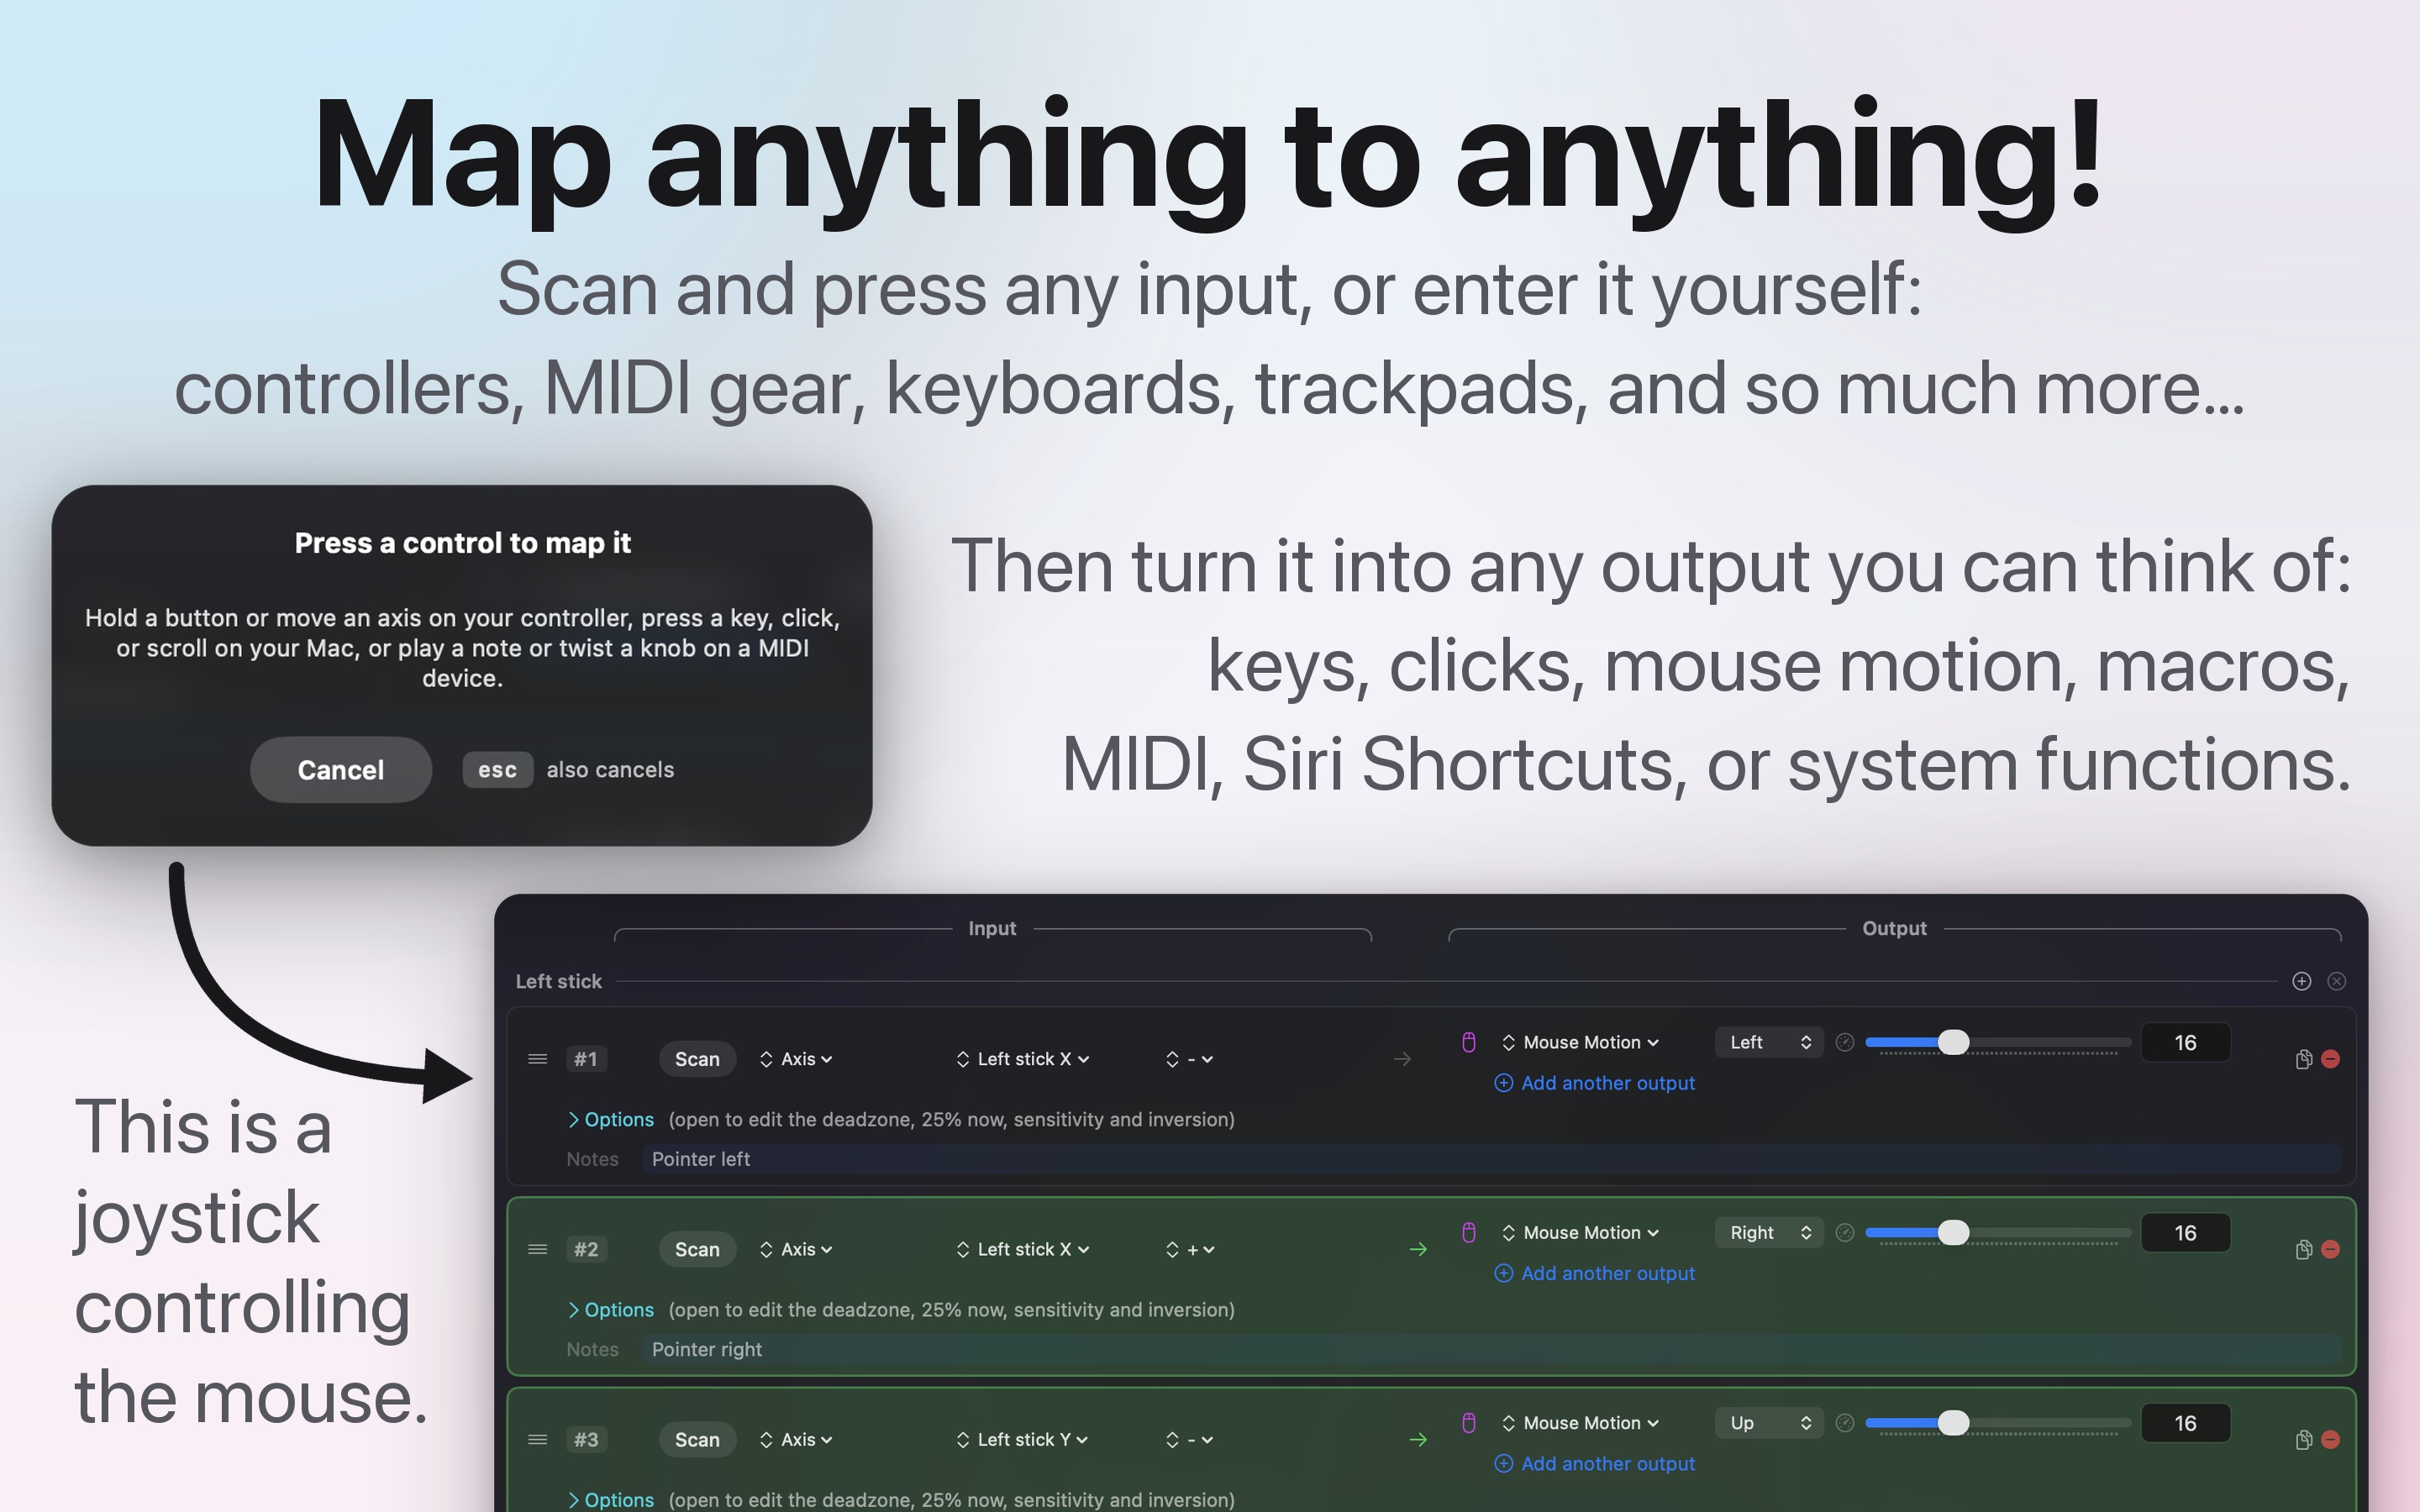 Map anything to anything!
Scan and press any input, or enter it yourself:
controllers, MIDI gear, keyboards, trackpads, and so much more...
Press a control to map it
Hold a button or move an axis on your controller, press a key, click,
or scroll on your Mac, or play a note or twist a knob on a MIDI
device.
Cancel esc also cancels
Then turn it into any output you can think of:
keys, clicks, mouse motion, macros,
MIDI, Siri Shortcuts, or system functions.
This is a
joystick
controlling
the mouse.
Input Output
Left stick
#1 Scan Axis Left stick X - Mouse Motion Left 16
Add another output
Options (open to edit the deadzone, 25% now, sensitivity and inversion)
Notes Pointer left
#2 Scan Axis Left stick X + Mouse Motion Right 16
Add another output
Options (open to edit the deadzone, 25% now, sensitivity and inversion)
Notes Pointer right
#3 Scan Axis Left stick Y - Mouse Motion Up 16
Add another output
Options (open to edit the deadzone, 25% now, sensitivity and inversion)